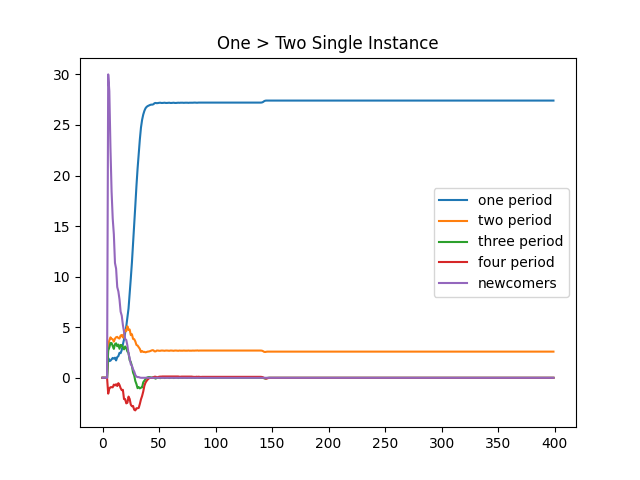 One > Two Single Instance
30
25
20
15
10
5
0
one period
two period
three period
four period
newcomers
0 50 100 150 200 250 300 350 400